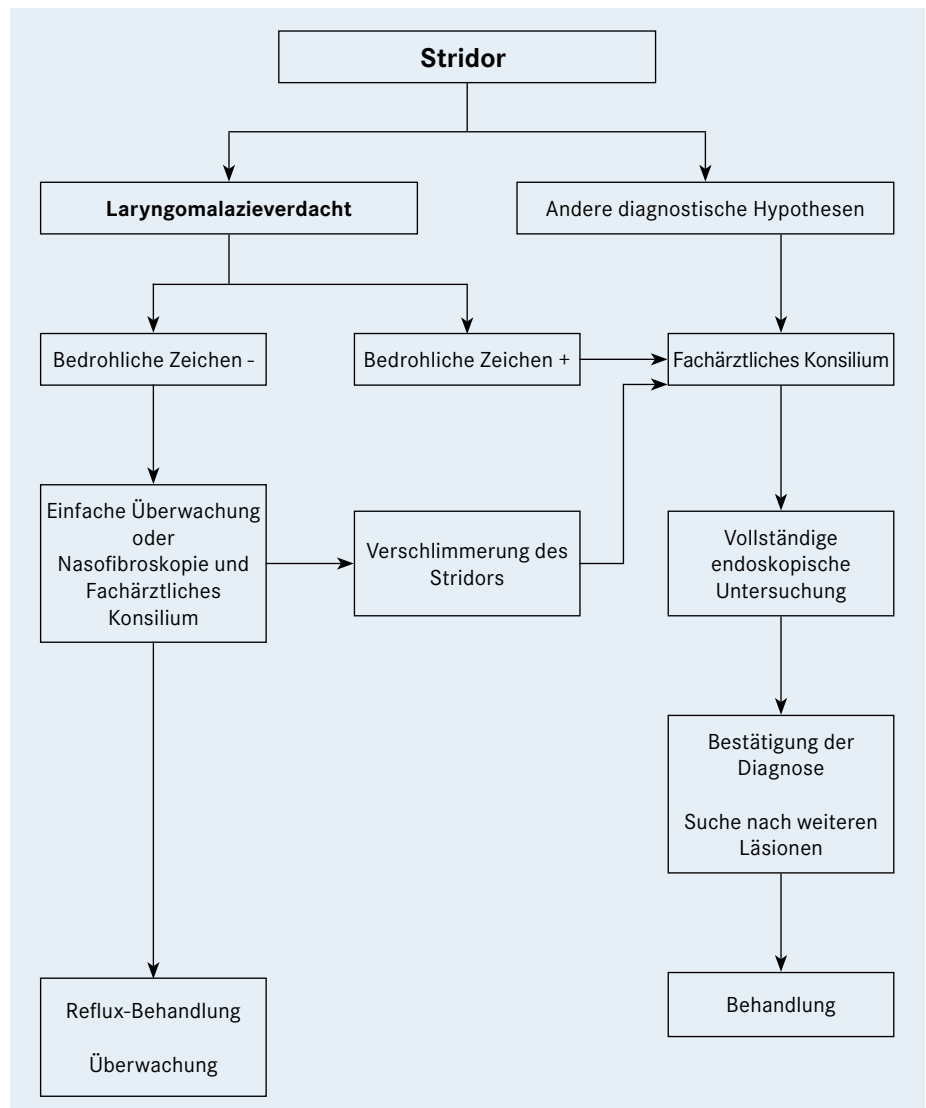 Stridor
Laryngomalazieverdacht
Andere diagnostische Hypothesen
Bedrohliche Zeichen -
Bedrohliche Zeichen +
Fachärztliches Konsilium
Einfache Überwachung
oder
Nasofibroskopie und
Fachärztliches
Konsilium
Verschlimmerung des
Stridors
Vollständige
endoskopische
Untersuchung
Bestätigung der
Diagnose
Suche nach weiteren
Läsionen
Reflux-Behandlung
Überwachung
Behandlung